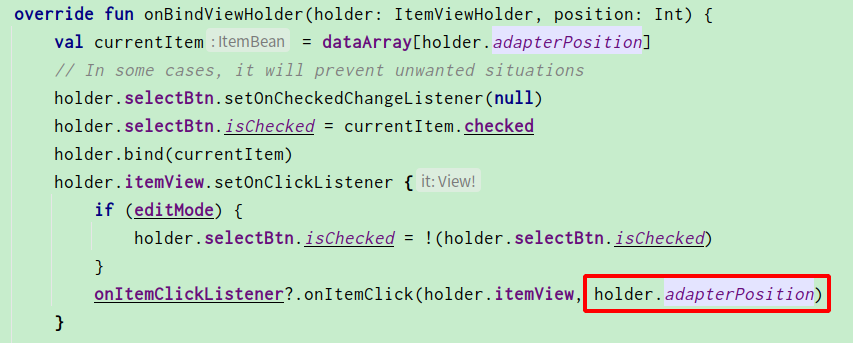 override fun onBindViewHolder(holder: ItemViewHolder, position: Int) {
    val currentItem : ItemBean = dataArray[holder.adapterPosition]
    // In some cases, it will prevent unwanted situations
    holder.selectBtn.setOnCheckedChangeListener(null)
    holder.selectBtn.isChecked = currentItem.checked
    holder.bind(currentItem)
    holder.itemView.setOnClickListener { it: View!
        if (editMode) {
            holder.selectBtn.isChecked = !(holder.selectBtn.isChecked)
        }
        onItemClickListener?.onItemClick(holder.itemView, holder.adapterPosition)
    }